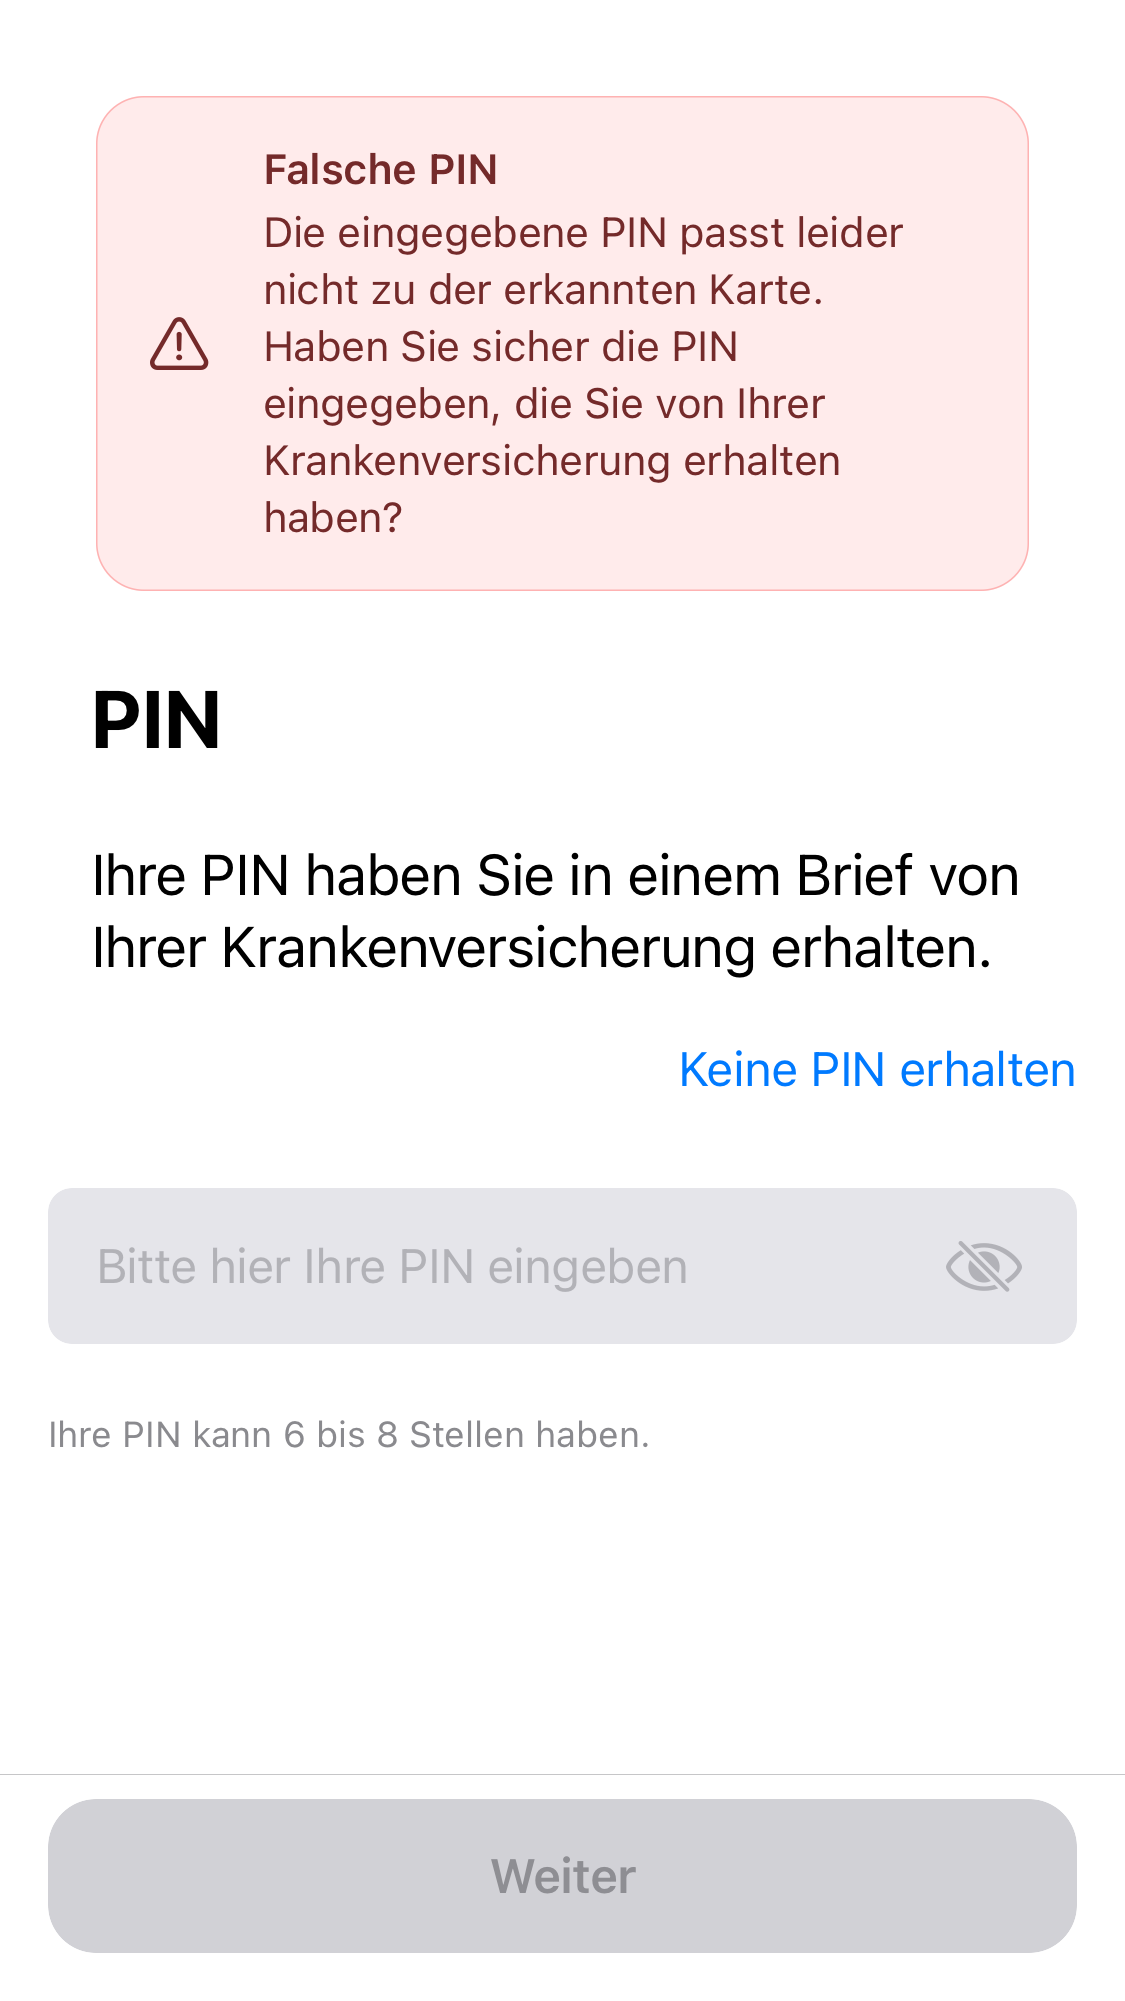 Falsche PIN
Die eingegebene PIN passt leider
nicht zu der erkannten Karte.
Haben Sie sicher die PIN
eingegeben, die Sie von Ihrer
Krankenversicherung erhalten
haben?
PIN
Ihre PIN haben Sie in einem Brief von
Ihrer Krankenversicherung erhalten.
Keine PIN erhalten
Bitte hier Ihre PIN eingeben
Ihre PIN kann 6 bis 8 Stellen haben.
Weiter